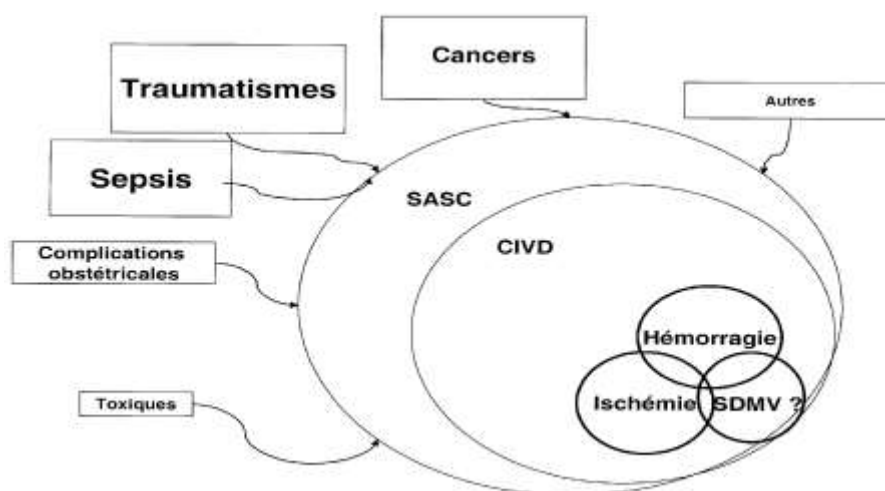 Cancers
Traumatismes
Autres
Sepsis
SASC
CIVD
Complications
obstétricales
Hémorragie
Ischémie
SDMV ?
Toxiques